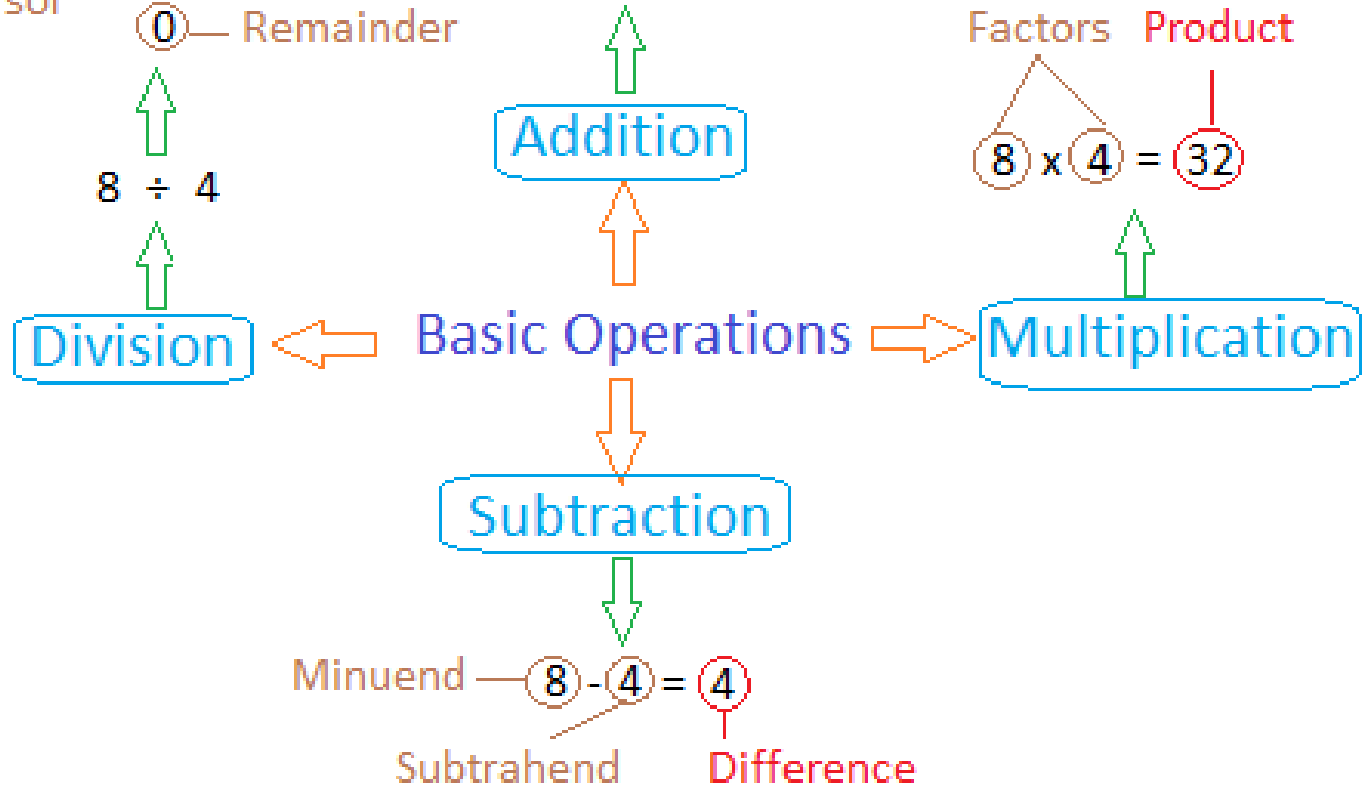 sor
0 Remainder
Factors Product
Addition
8 x 4 = 32
8 ÷ 4
Division
Basic Operations
Multiplication
Subtraction
Minuend 8 - 4 = 4
Subtrahend Difference